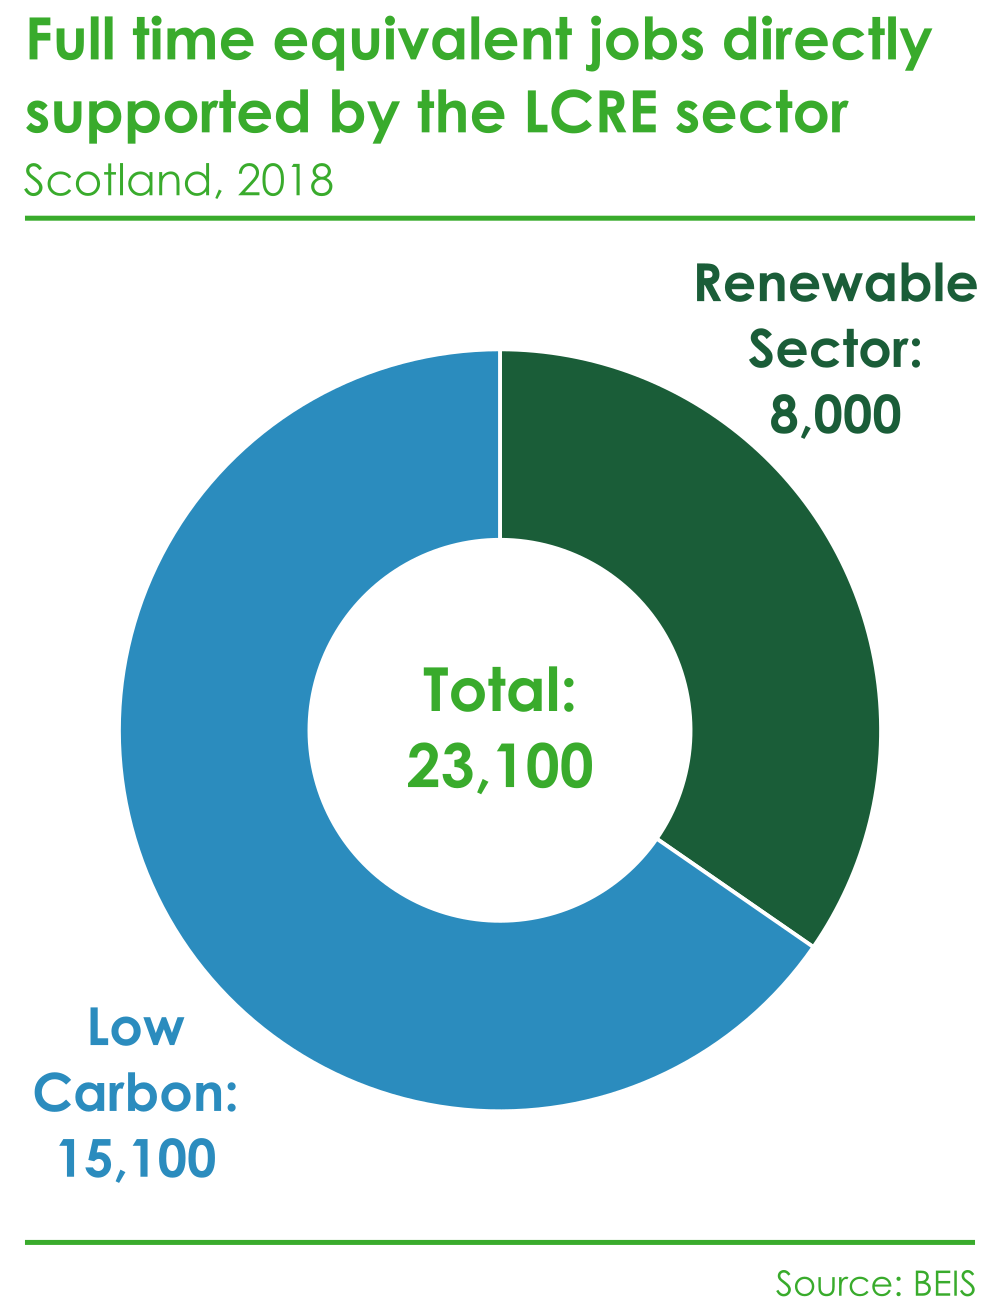 Full time equivalent jobs directly
supported by the LCRE sector
Scotland, 2018
Renewable
Sector:
8,000
Total:
23,100
Low
Carbon:
15,100
Source: BEIS